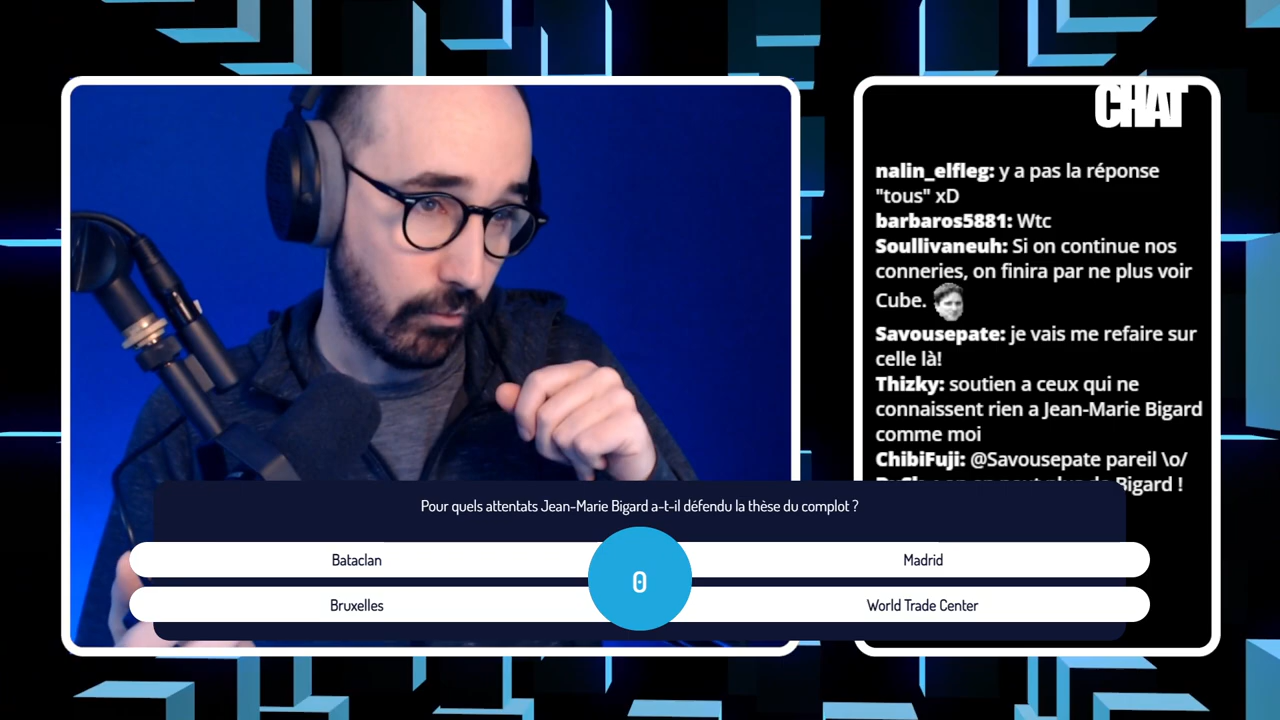 CHAT
nalin_elfleg: y a pas la réponse
"tous" xD
barbaros5881: Wtc
Soullivaneuh: Si on continue nos
conneries, on finira par ne plus voir
Cube.
Savousepate: je vais me refaire sur
celle là!
Thizky: soutien a ceux qui ne
connaissent rien a Jean-Marie Bigard
comme moi
ChibiFuji: @Savousepate pareil \o/
Bigard !
Pour quels attentats Jean-Marie Bigard a-t-il défendu la thèse du complot ?
Bataclan
Madrid
0
Bruxelles
World Trade Center